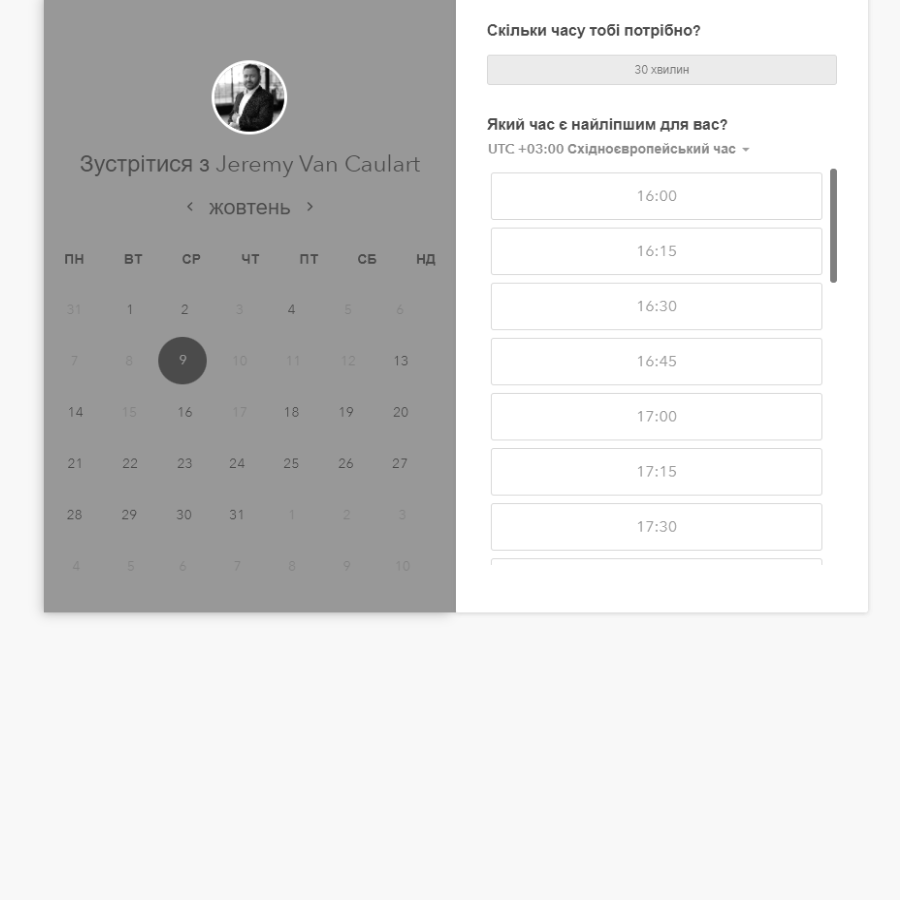 Зустрітися з Jeremy Van Caulart
жовтень
ПН ВТ СР ЧТ ПТ СБ НД
31 1 2 3 4 5 6
7 8 9 10 11 12 13
14 15 16 17 18 19 20
21 22 23 24 25 26 27
28 29 30 31 1 2 3
4 5 6 7 8 9 10
Скільки часу тобі потрібно?
30 хвилин
Який час є найліпшим для вас?
UTC +03:00 Східноєвропейський час
16:00
16:15
16:30
16:45
17:00
17:15
17:30